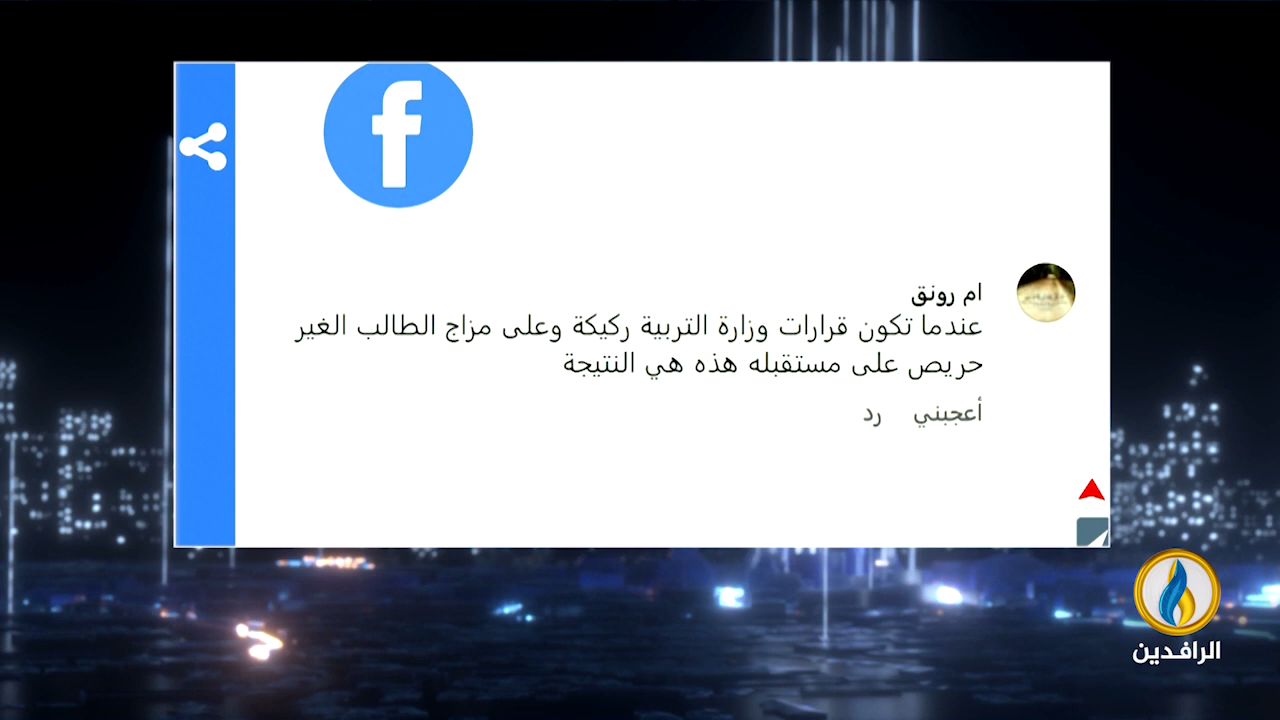 ام رونق
عندما تكون قرارات وزارة التربية ركيكة وعلى مزاج الطالب الغير
حريص على مستقبله هذه هي النتيجة
أعجبني رد
الرافدين